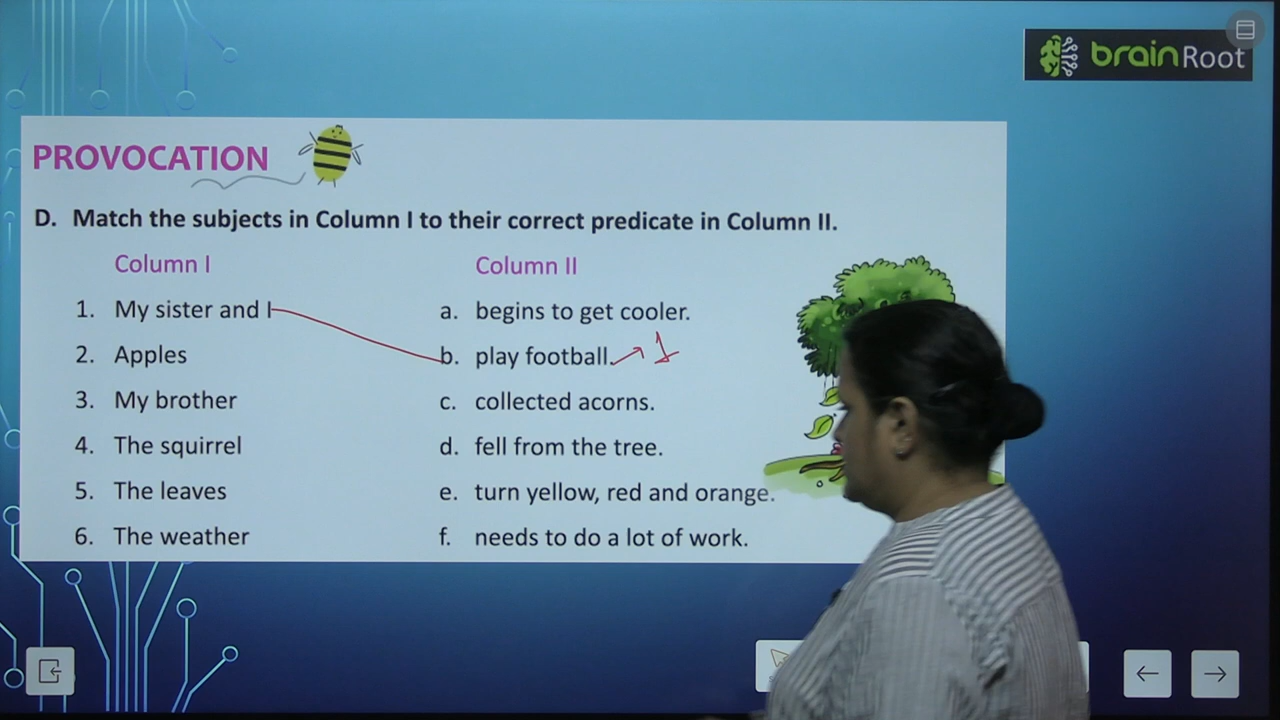 brainRoot
PROVOCATION
D. Match the subjects in Column I to their correct predicate in Column II.
Column I Column II
1. My sister and I a. begins to get cooler.
2. Apples b. play football. 1
3. My brother c. collected acorns.
4. The squirrel d. fell from the tree.
5. The leaves e. turn yellow, red and orange.
6. The weather f. needs to do a lot of work.